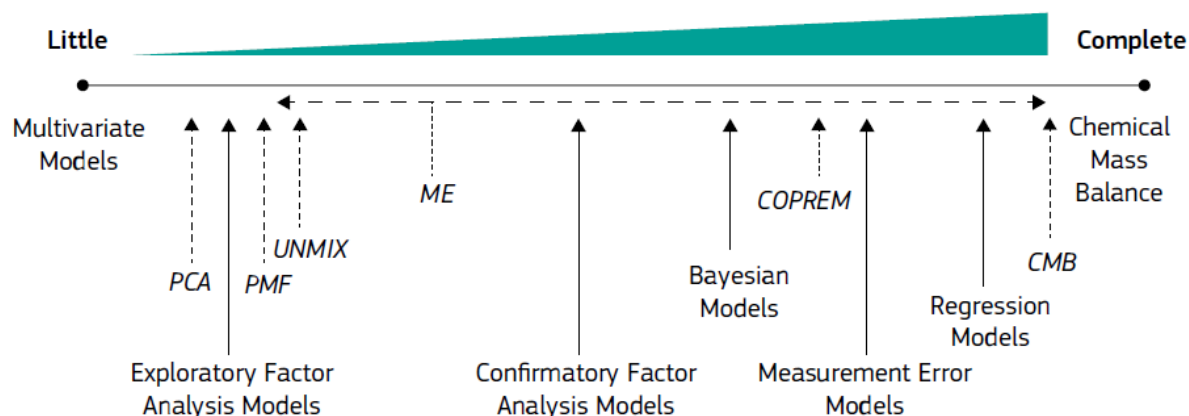 Little
Complete
Multivariate
Models
Chemical
Mass
Balance
ME
COPREM
UNMIX
PCA
PMF
CMB
Bayesian
Models
Regression
Models
Exploratory Factor
Analysis Models
Confirmatory Factor
Analysis Models
Measurement Error
Models